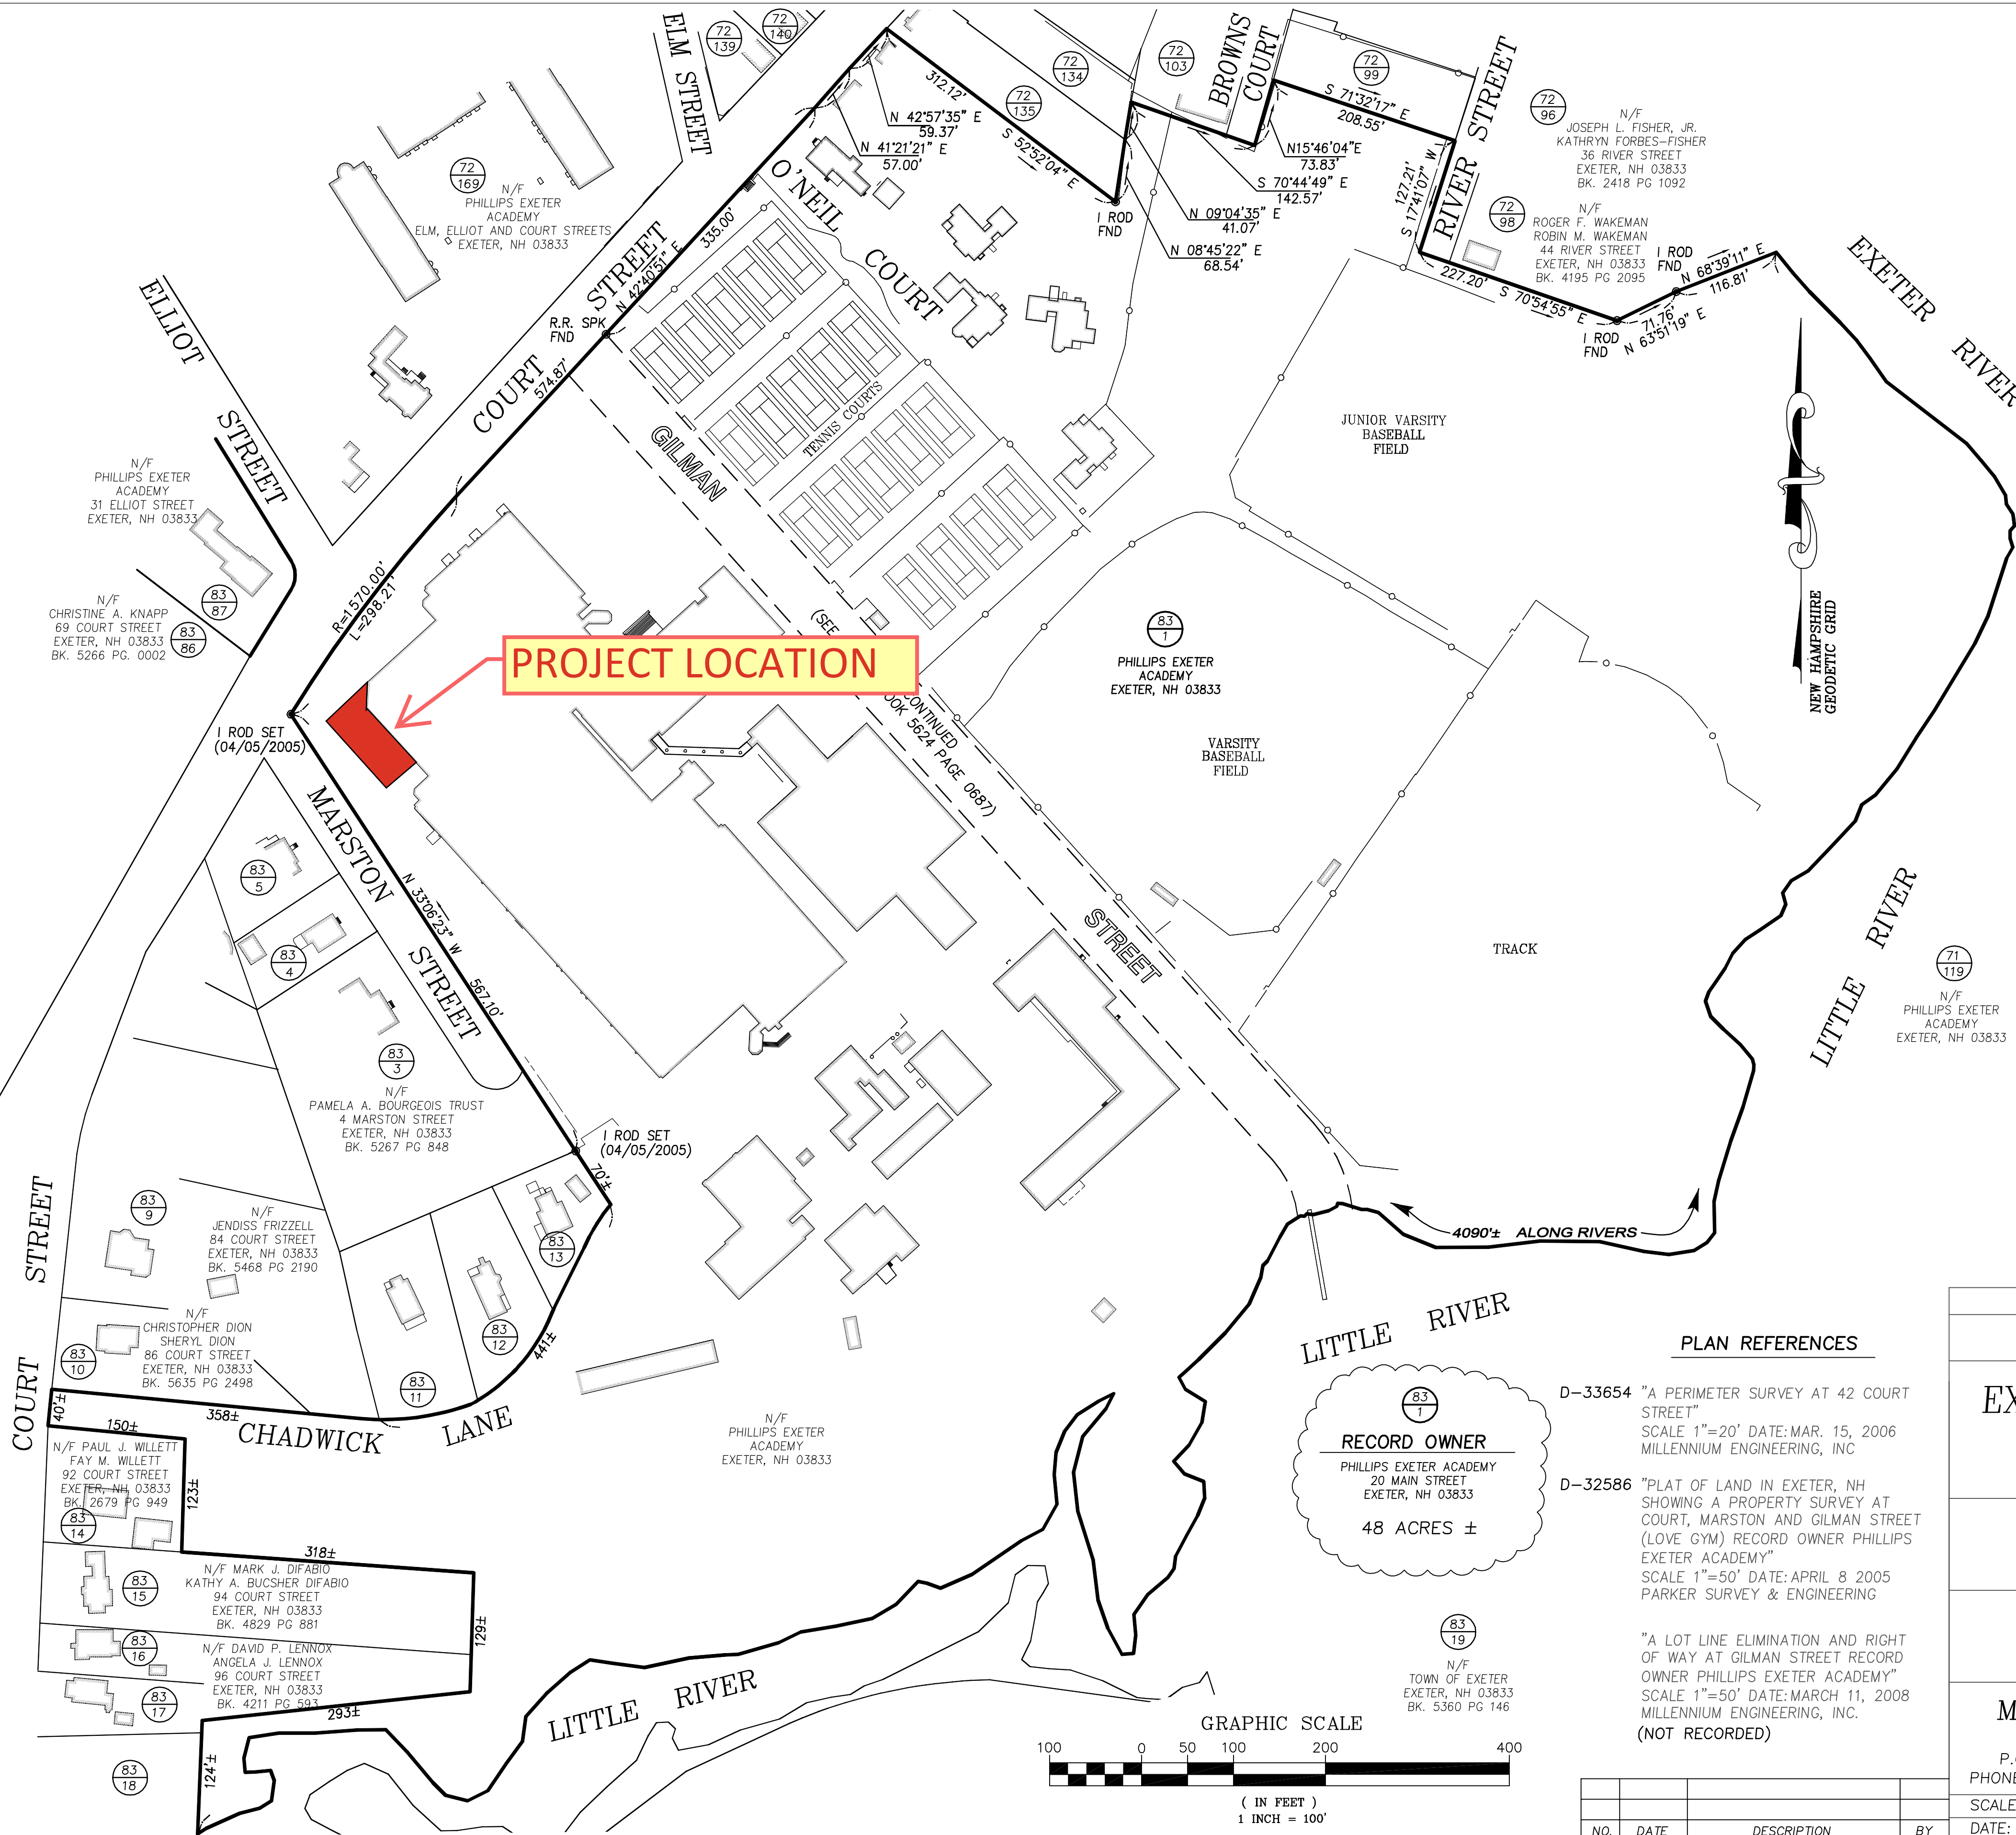 ELM STREET
72
139
72
140
72
134
72
103
BROWNS
COURT
72
99
72
135
312.12'
S 52°52'04" E
N 42°57'35" E
59.37'
N 41°21'21" E
57.00'
S 71°32'17" E
208.55'
N15°46'04"E
73.83'
S 70°44'49" E
142.57'
N 09°04'35" E
41.07'
N 08°45'22" E
68.54'
I ROD
FND
RIVER STREET
RIVER
127.21'
S 17°41'07" W
72
96
N/F
JOSEPH L. FISHER, JR.
KATHRYN FORBES-FISHER
36 RIVER STREET
EXETER, NH 03833
BK. 2418 PG 1092
72
98
N/F
ROGER F. WAKEMAN
ROBIN M. WAKEMAN
44 RIVER STREET
EXETER, NH 03833
BK. 4195 PG 2095
I ROD
FND
N 68°39'11" E
116.81'
227.20'
S 70°54'55" E
71.76'
N 63°51'19" E
I ROD
FND
EXETER
RIVER
72
169
N/F
PHILLIPS EXETER
ACADEMY
ELM, ELLIOT AND COURT STREETS
EXETER, NH 03833
O'NEIL
COURT
335.00'
N 42°40'51" E
R.R. SPK
FND
COURT STREET
574.87'
ELLIOT
STREET
GILMAN
TENNIS COURTS
JUNIOR VARSITY
BASEBALL
FIELD
N/F
PHILLIPS EXETER
ACADEMY
31 ELLIOT STREET
EXETER, NH 03833
83
87
N/F
CHRISTINE A. KNAPP
69 COURT STREET
EXETER, NH 03833
BK. 5266 PG. 0002
83
86
R=1570.00'
L=298.21'
PROJECT LOCATION
(SEE
CONTINUED
OOK 5624 PAGE 0687)
83
1
PHILLIPS EXETER
ACADEMY
EXETER, NH 03833
NEW HAMPSHIRE
GEODETIC GRID
I ROD SET
(04/05/2005)
VARSITY
BASEBALL
FIELD
MARSTON
STREET
N 33°06'23" W
567.10'
83
5
83
4
STREET
TRACK
LITTLE RIVER
71
119
N/F
PHILLIPS EXETER
ACADEMY
EXETER, NH 03833
83
3
N/F
PAMELA A. BOURGEOIS TRUST
4 MARSTON STREET
EXETER, NH 03833
BK. 5267 PG 848
I ROD SET
(04/05/2005)
70'±
83
9
N/F
JENDISS FRIZZELL
84 COURT STREET
EXETER, NH 03833
BK. 5468 PG 2190
83
13
4090'± ALONG RIVERS
COURT STREET
N/F
CHRISTOPHER DION
SHERYL DION
86 COURT STREET
EXETER, NH 03833
BK. 5635 PG 2498
83
10
83
12
83
11
441±
LITTLE RIVER
40'±
150±
358±
CHADWICK LANE
N/F
PHILLIPS EXETER
ACADEMY
EXETER, NH 03833
83
1
RECORD OWNER
PHILLIPS EXETER ACADEMY
20 MAIN STREET
EXETER, NH 03833
48 ACRES ±
PLAN REFERENCES
D-33654 "A PERIMETER SURVEY AT 42 COURT
STREET"
SCALE 1"=20' DATE: MAR. 15, 2006
MILLENNIUM ENGINEERING, INC
D-32586 "PLAT OF LAND IN EXETER, NH
SHOWING A PROPERTY SURVEY AT
COURT, MARSTON AND GILMAN STREET
(LOVE GYM) RECORD OWNER PHILLIPS
EXETER ACADEMY"
SCALE 1"=50' DATE: APRIL 8 2005
PARKER SURVEY & ENGINEERING
"A LOT LINE ELIMINATION AND RIGHT
OF WAY AT GILMAN STREET RECORD
OWNER PHILLIPS EXETER ACADEMY"
SCALE 1"=50' DATE: MARCH 11, 2008
MILLENNIUM ENGINEERING, INC.
(NOT RECORDED)
N/F PAUL J. WILLETT
FAY M. WILLETT
92 COURT STREET
EXETER, NH 03833
BK. 2679 PG 949
83
14
123±
318±
N/F MARK J. DIFABIO
KATHY A. BUCSHER DIFABIO
94 COURT STREET
EXETER, NH 03833
BK. 4829 PG 881
83
15
129±
83
16
N/F DAVID P. LENNOX
ANGELA J. LENNOX
96 COURT STREET
EXETER, NH 03833
BK. 4211 PG 593
83
17
293±
83
18
124'±
LITTLE RIVER
83
19
N/F
TOWN OF EXETER
EXETER, NH 03833
BK. 5360 PG 146
GRAPHIC SCALE
100 0 50 100 200 400
( IN FEET )
1 INCH = 100'
EX
M
P.
PHONE
SCALE
DATE:
NO. DATE DESCRIPTION BY